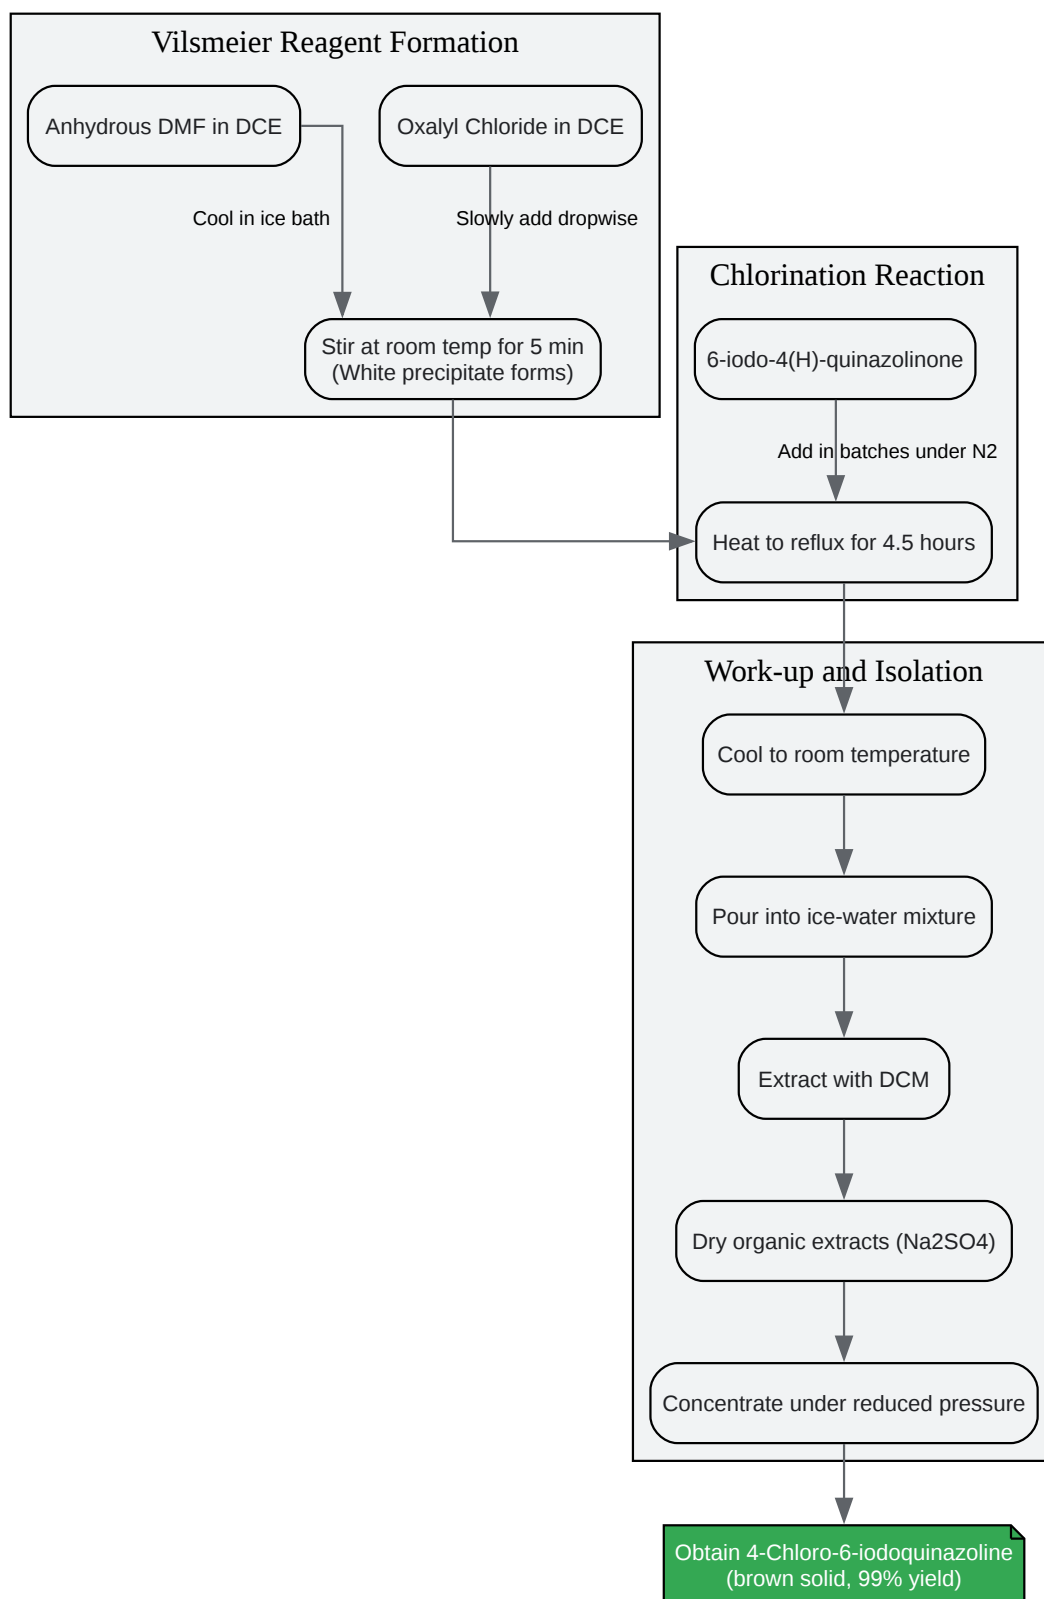 Vilsmeier Reagent Formation
Anhydrous DMF in DCE
Oxalyl Chloride in DCE
Cool in ice bath
Slowly add dropwise
Stir at room temp for 5 min
(White precipitate forms)
Chlorination Reaction
6-iodo-4(H)-quinazolinone
Add in batches under N2
Heat to reflux for 4.5 hours
Work-up and Isolation
Cool to room temperature
Pour into ice-water mixture
Extract with DCM
Dry organic extracts (Na2SO4)
Concentrate under reduced pressure
Obtain 4-Chloro-6-iodoquinazoline
(brown solid, 99% yield)